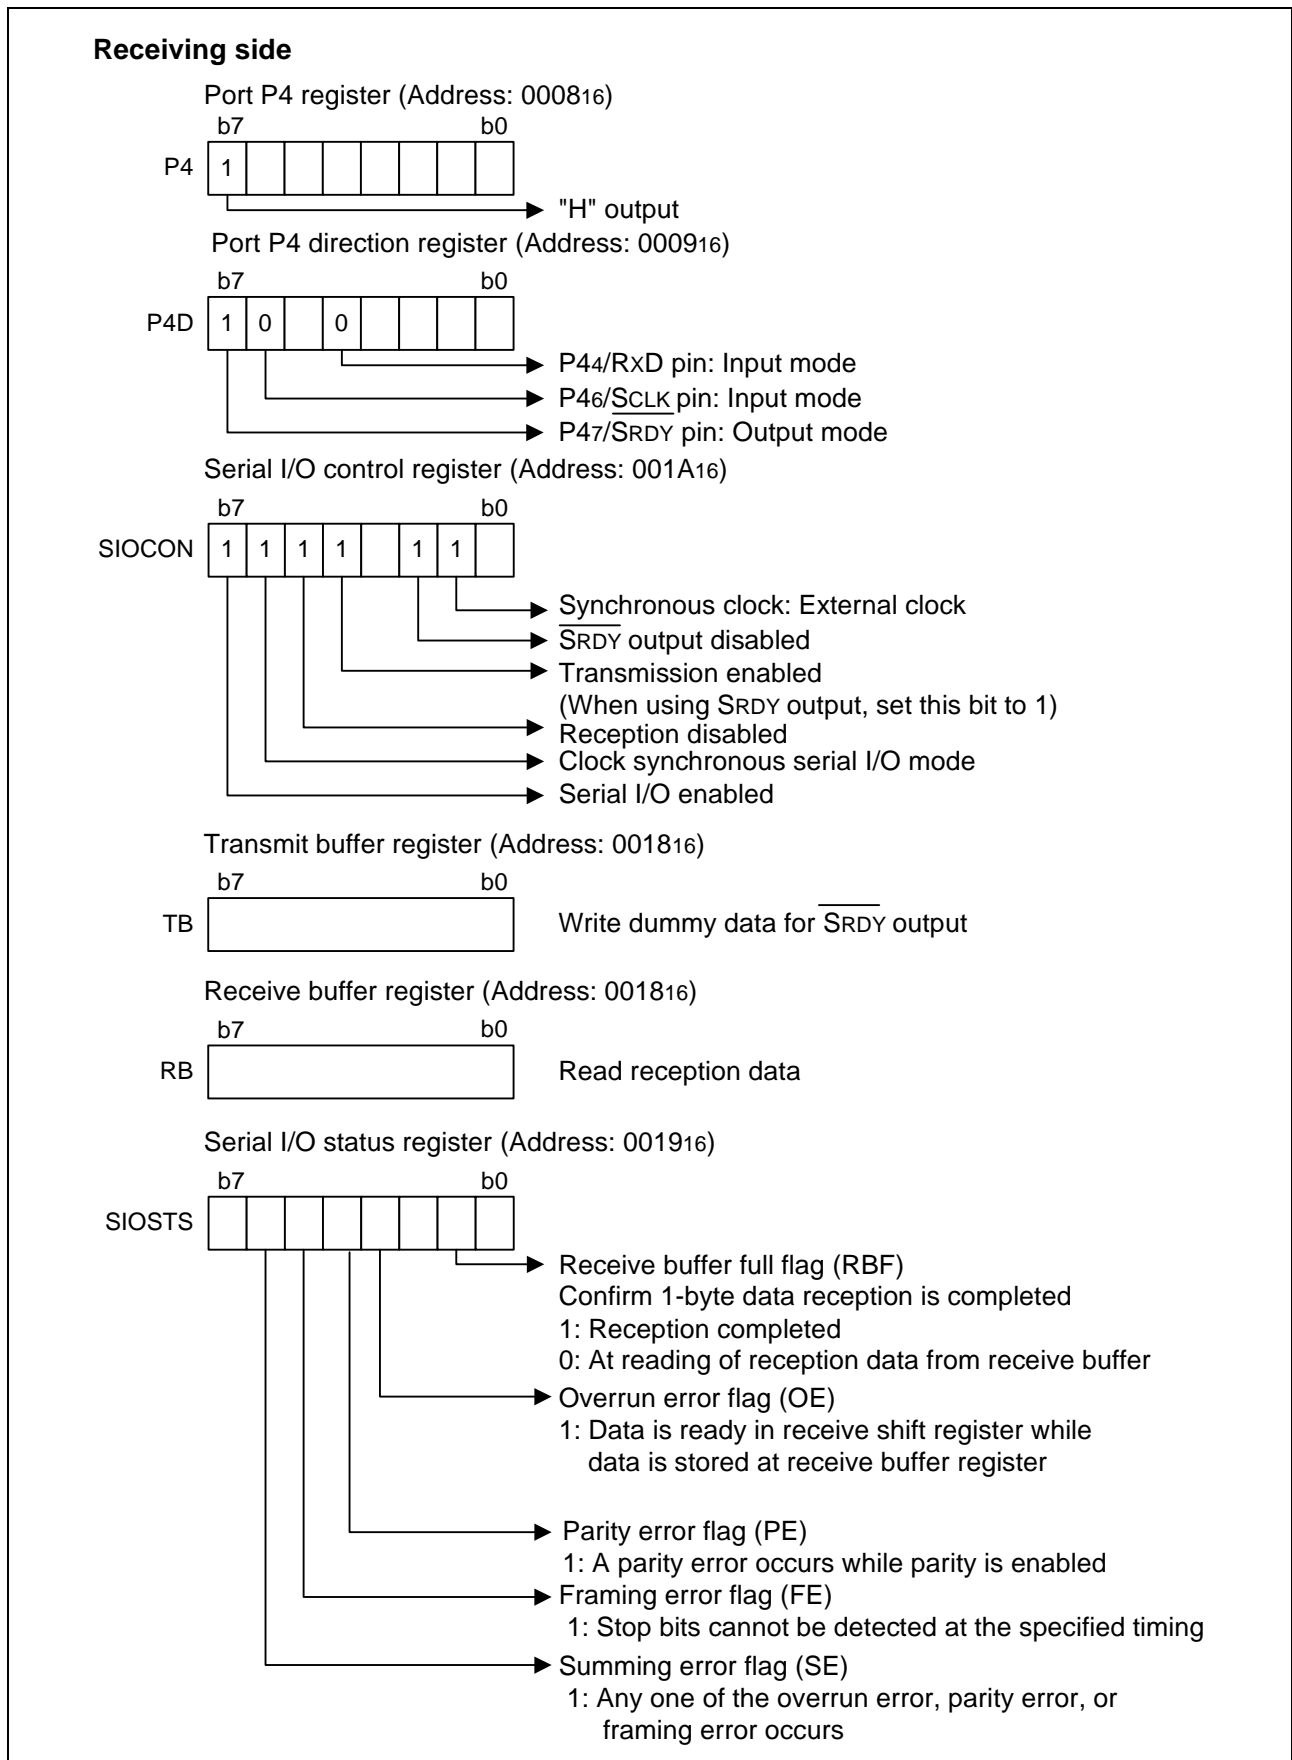 Receiving side
Port P4 register (Address: 000816)
b7 b0
P4 1
"H" output
Port P4 direction register (Address: 000916)
b7 b0
P4D 1 0 0
P44/RXD pin: Input mode
P46/SCLK pin: Input mode
P47/SRDY pin: Output mode
Serial I/O control register (Address: 001A16)
b7 b0
SIOCON 1 1 1 1 1 1
Synchronous clock: External clock
SRDY output disabled
Transmission enabled
(When using SRDY output, set this bit to 1)
Reception disabled
Clock synchronous serial I/O mode
Serial I/O enabled
Transmit buffer register (Address: 001816)
b7 b0
TB Write dummy data for SRDY output
Receive buffer register (Address: 001816)
b7 b0
RB Read reception data
Serial I/O status register (Address: 001916)
b7 b0
SIOSTS
Receive buffer full flag (RBF)
Confirm 1-byte data reception is completed
1: Reception completed
0: At reading of reception data from receive buffer
Overrun error flag (OE)
1: Data is ready in receive shift register while
data is stored at receive buffer register
Parity error flag (PE)
1: A parity error occurs while parity is enabled
Framing error flag (FE)
1: Stop bits cannot be detected at the specified timing
Summing error flag (SE)
1: Any one of the overrun error, parity error, or
framing error occurs